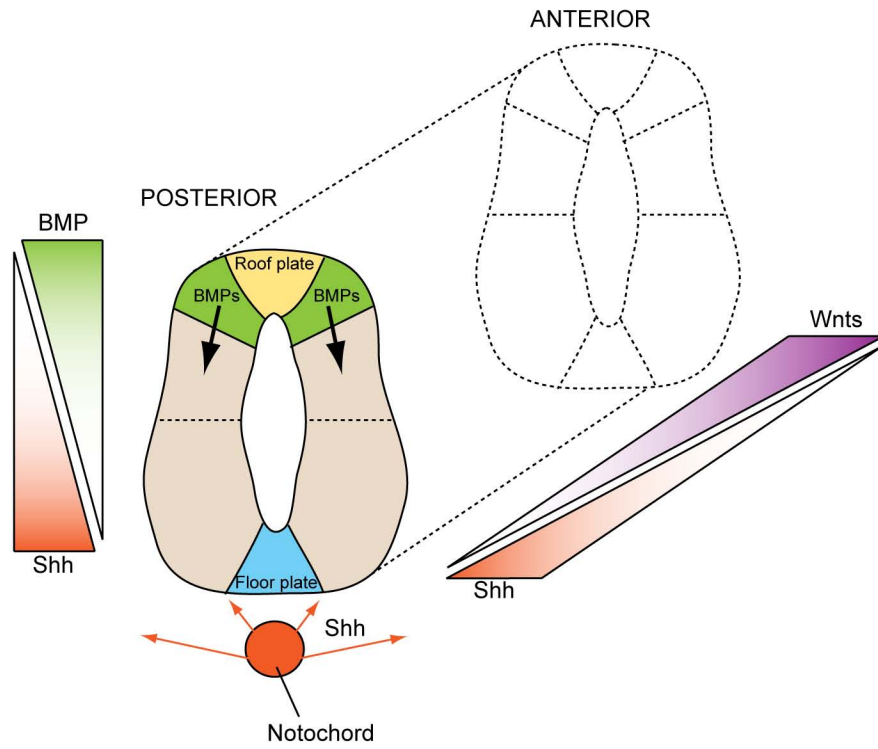 ANTERIOR
POSTERIOR
BMP
Roof plate
BMPs
BMPs
Wnts
Shh
Floor plate
Shh
Shh
Notochord